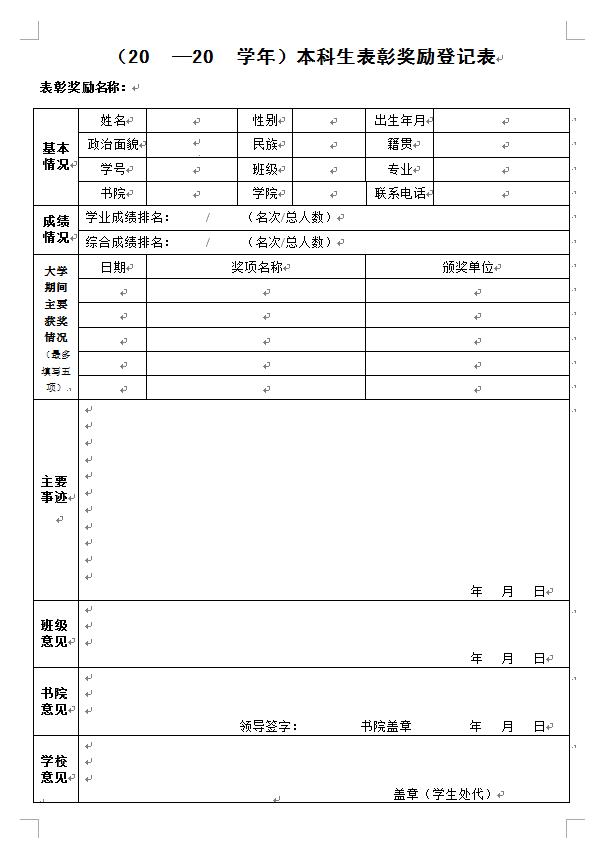 （20  —20  学年）本科生表彰奖励登记表
表彰奖励名称：
基本
情况
姓名 性别 出生年月
政治面貌 民族 籍贯
学号 班级 专业
书院 学院 联系电话
成绩
情况
学业成绩排名：  /  （名次/总人数）
综合成绩排名：  /  （名次/总人数）
大学
期间
主要
获奖
情况
（最多
填写五
项）
日期 奖项名称 颁奖单位
主要
事迹
年 月 日
班级
意见
年 月 日
书院
意见
领导签字： 书院盖章 年 月 日
学校
意见
盖章（学生处代）